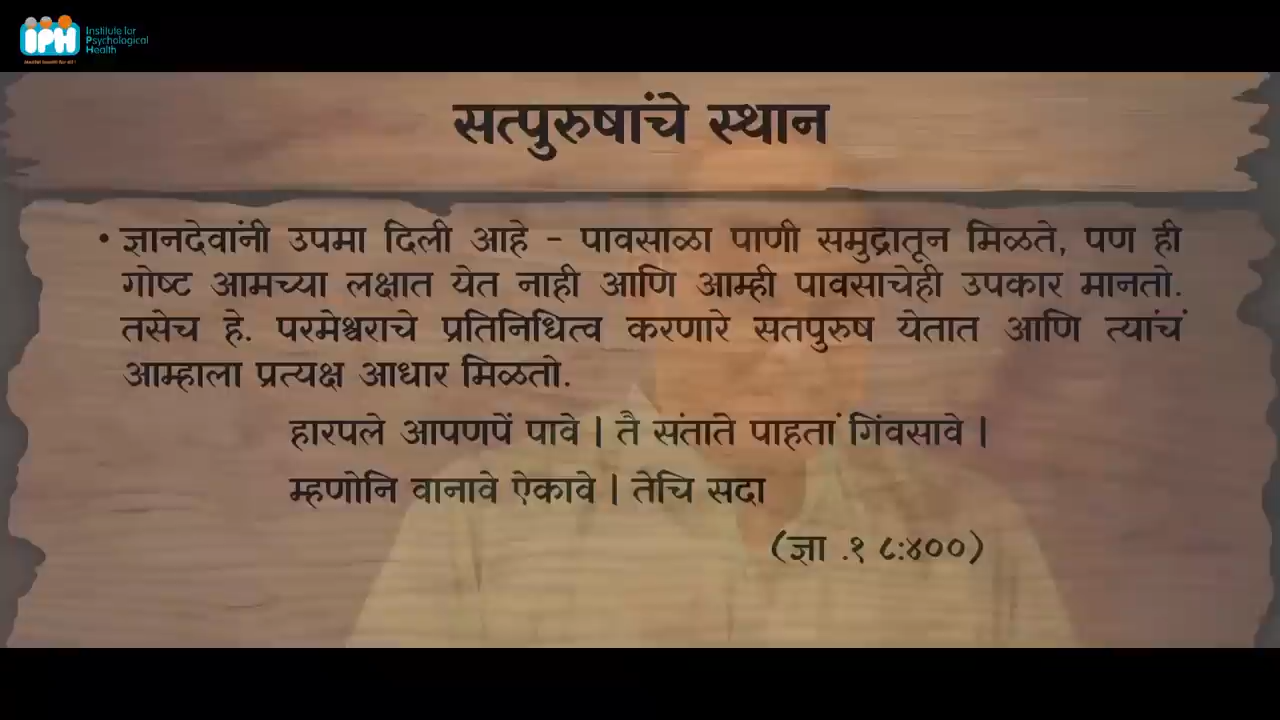 IPH
Institute for
Psychological
Health
सत्पुरुषांचे स्थान
• ज्ञानदेवांनी उपमा दिली आहे – पावसाळा पाणी समुद्रातून मिळते, पण ही
गोष्ट आमच्या लक्षात येत नाही आणि आम्ही पावसाचेही उपकार मानतो.
तसेच हे. परमेश्वराचे प्रतिनिधित्व करणारे सतपुरुष येतात आणि त्यांचं
आम्हाला प्रत्यक्ष आधार मिळतो.
हारपले आपणपें पावे | तै संताते पाहतां गिंवसावे |
म्हणोनि वानावे ऐकावे | तेचि सदा
(ज्ञा .१ ८:४००)